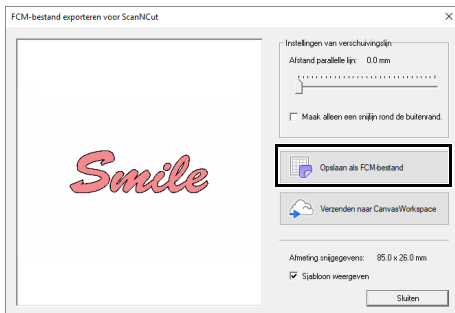 FCM-bestand exporteren voor ScanNCut
Instellingen van verschuivingslijn
Afstand parallelle lijn: 0.0 mm
Maak alleen een snijlijn rond de buitenrand.
Smile
Opslaan als FCM-bestand
Verzenden naar CanvasWorkspace
Afmeting snijgegevens: 85.0 x 26.0 mm
Sjabloon weergeven
Sluiten